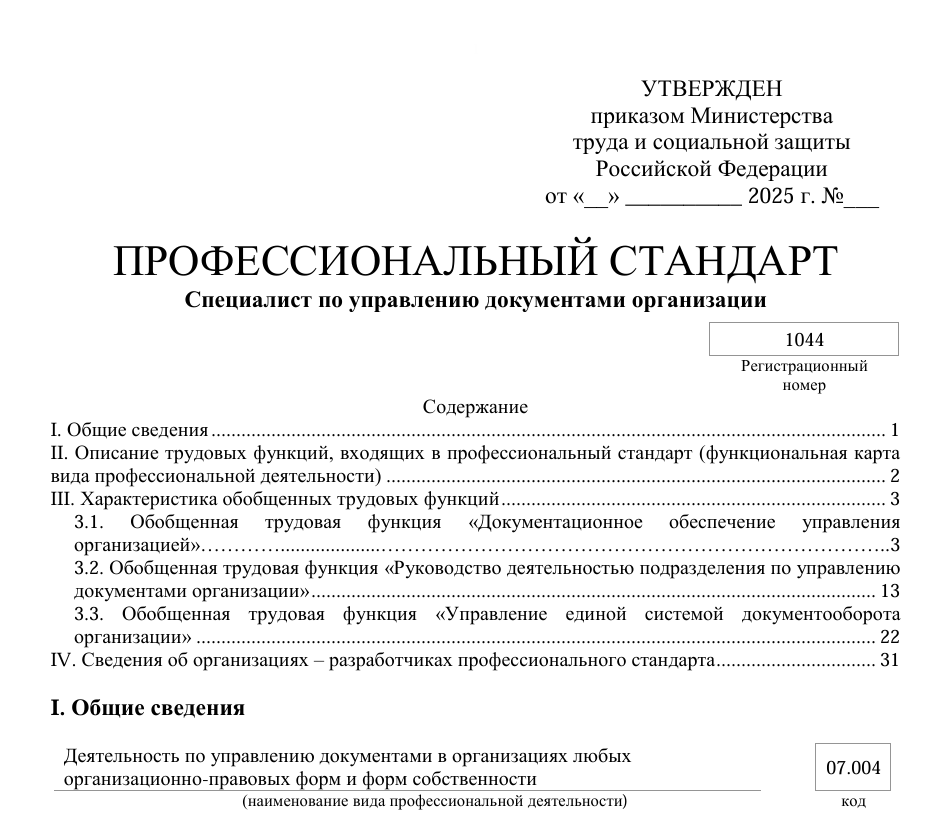 УТВЕРЖДЕН
приказом Министерства
труда и социальной защиты
Российской Федерации
от «__» __________ 2025 г. №___
ПРОФЕССИОНАЛЬНЫЙ СТАНДАРТ
Специалист по управлению документами организации
1044
Регистрационный
номер
Содержание
I. Общие сведения.................................................................................................................. 1
II. Описание трудовых функций, входящих в профессиональный стандарт (функциональная карта
вида профессиональной деятельности) ................................................................................. 2
III. Характеристика обобщенных трудовых функций............................................................ 3
3.1. Обобщенная трудовая функция «Документационное обеспечение управления
организацией»…………....................…………………………………………………………..3
3.2. Обобщенная трудовая функция «Руководство деятельностью подразделения по управлению
документами организации»............................................................................................... 13
3.3. Обобщенная трудовая функция «Управление единой системой документооборота
организации» ...................................................................................................................... 22
IV. Сведения об организациях – разработчиках профессионального стандарта................................ 31
I. Общие сведения
Деятельность по управлению документами в организациях любых
организационно-правовых форм и форм собственности
07.004
(наименование вида профессиональной деятельности)
код